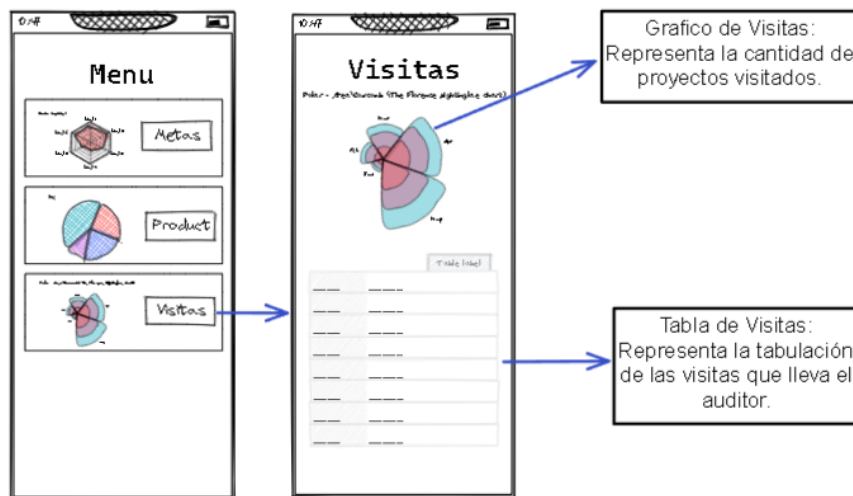 10:47
Menu
Metas
Product
Visitas
10:47
Visitas
Polar - Area/Coxcomb (The Florence Nightingale chart)
Table label
Grafico de Visitas:
Representa la cantidad de
proyectos visitados.
Tabla de Visitas:
Representa la tabulación
de las visitas que lleva el
auditor.